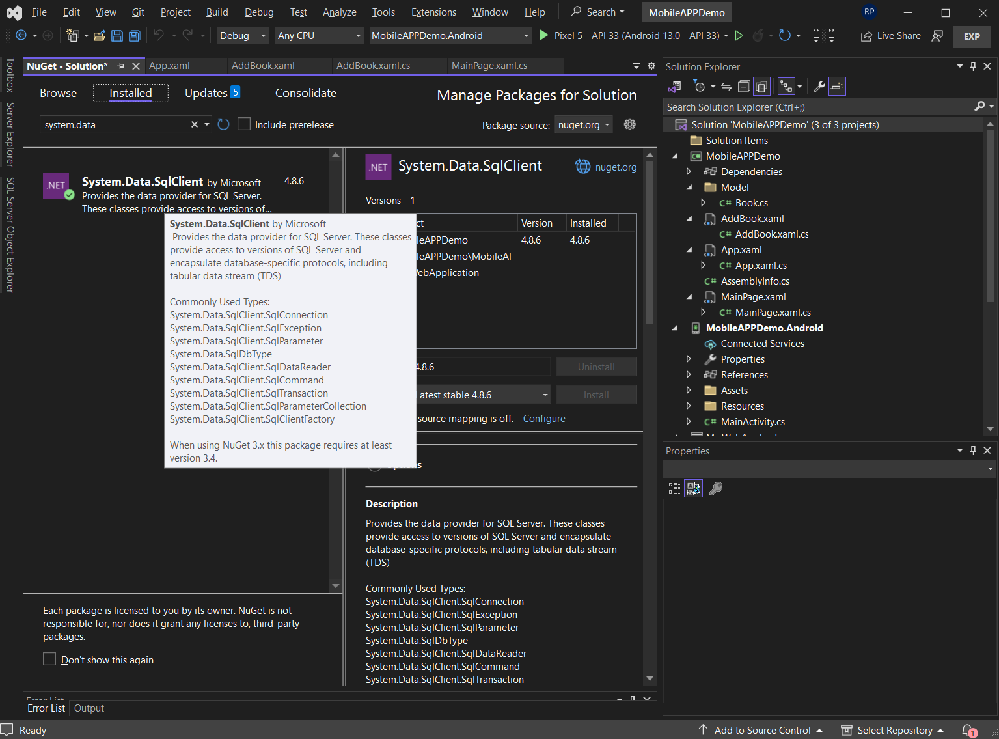 File Edit View Git Project Build Debug Test Analyze Tools Extensions Window Help Search MobileAPPDemo RP
Debug Any CPU MobileAPPDemo.Android Pixel 5 - API 33 (Android 13.0 - API 33) Live Share EXP
Toolbox
Server Explorer
SQL Server Object Explorer
NuGet - Solution* App.xaml AddBook.xaml AddBook.xaml.cs MainPage.xaml.cs
Browse Installed Updates 5 Consolidate Manage Packages for Solution
system.data Include prerelease Package source: nuget.org
.NET System.Data.SqlClient by Microsoft 4.8.6
Provides the data provider for SQL Server.
These classes provide access to versions of...
System.Data.SqlClient by Microsoft
Provides the data provider for SQL Server. These classes
provide access to versions of SQL Server and
encapsulate database-specific protocols, including
tabular data stream (TDS)
Commonly Used Types:
System.Data.SqlClient.SqlConnection
System.Data.SqlClient.SqlException
System.Data.SqlClient.SqlParameter
System.Data.SqlDbType
System.Data.SqlClient.SqlDataReader
System.Data.SqlClient.SqlCommand
System.Data.SqlClient.SqlTransaction
System.Data.SqlClient.SqlParameterCollection
System.Data.SqlClient.SqlClientFactory
When using NuGet 3.x this package requires at least
version 3.4.
Each package is licensed to you by its owner. NuGet is not
responsible for, nor does it grant any licenses to, third-party
packages.
Don't show this again
.NET System.Data.SqlClient nuget.org
Versions - 1
ct Version Installed
leAPPDemo 4.8.6 4.8.6
leAPPDemo\MobileAP
WebApplication
4.8.6 Uninstall
Latest stable 4.8.6 Install
source mapping is off. Configure
Description
Provides the data provider for SQL Server. These classes
provide access to versions of SQL Server and encapsulate
database-specific protocols, including tabular data stream
(TDS)
Commonly Used Types:
System.Data.SqlClient.SqlConnection
System.Data.SqlClient.SqlException
System.Data.SqlClient.SqlParameter
System.Data.SqlDbType
System.Data.SqlClient.SqlDataReader
System.Data.SqlClient.SqlCommand
System.Data.SqlClient.SqlTransaction
Solution Explorer
Search Solution Explorer (Ctrl+;)
Solution 'MobileAPPDemo' (3 of 3 projects)
Solution Items
C# MobileAPPDemo
Dependencies
Model
C# Book.cs
AddBook.xaml
C# AddBook.xaml.cs
App.xaml
C# App.xaml.cs
C# AssemblyInfo.cs
MainPage.xaml
C# MainPage.xaml.cs
MobileAPPDemo.Android
Connected Services
Properties
References
Assets
Resources
C# MainActivity.cs
Properties
Error List
Error List Output
Ready Add to Source Control Select Repository 1